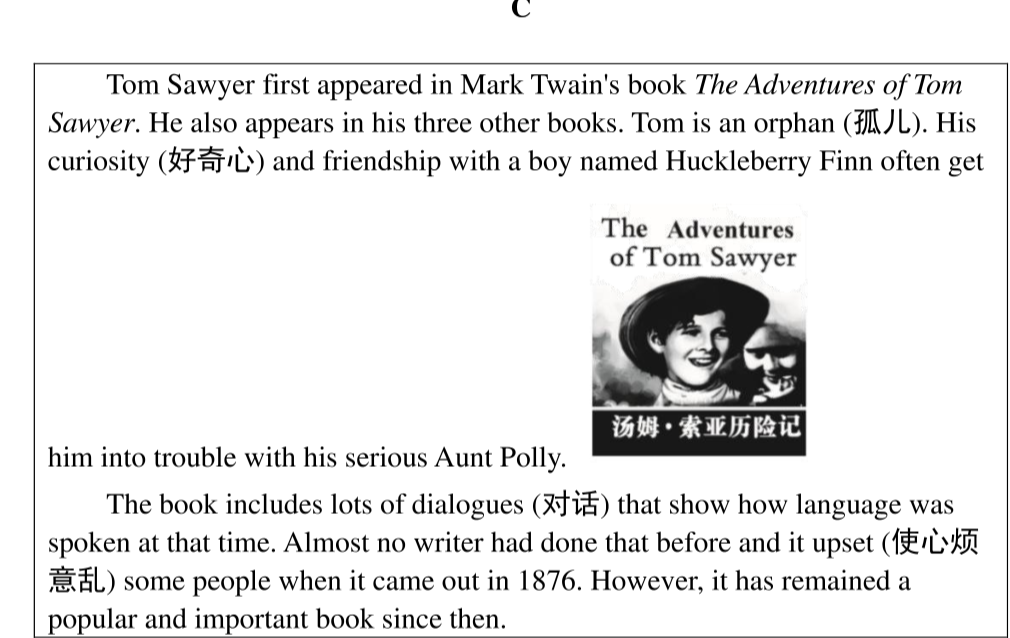 C
Tom Sawyer first appeared in Mark Twain's book The Adventures of Tom
Sawyer. He also appears in his three other books. Tom is an orphan (孤儿). His
curiosity (好奇心) and friendship with a boy named Huckleberry Finn often get
The Adventures
of Tom Sawyer
汤姆·索亚历险记
him into trouble with his serious Aunt Polly.
The book includes lots of dialogues (对话) that show how language was
spoken at that time. Almost no writer had done that before and it upset (使心烦
意乱) some people when it came out in 1876. However, it has remained a
popular and important book since then.